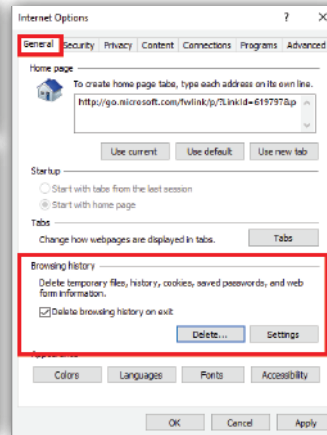 Internet Options ? X
General Security Privacy Content Connections Programs Advanced
Home page
To create home page tabs, type each address on its own line.
http://go.microsoft.com/fwlink/p/?LinkId=619797&p
Use current Use default Use new tab
Startup
Start with tabs from the last session
Start with home page
Tabs
Change how webpages are displayed in tabs. Tabs
Browsing history
Delete temporary files, history, cookies, saved passwords, and web
form information.
Delete browsing history on exit
Delete... Settings
Appearance
Colors Languages Fonts Accessibility
OK Cancel Apply